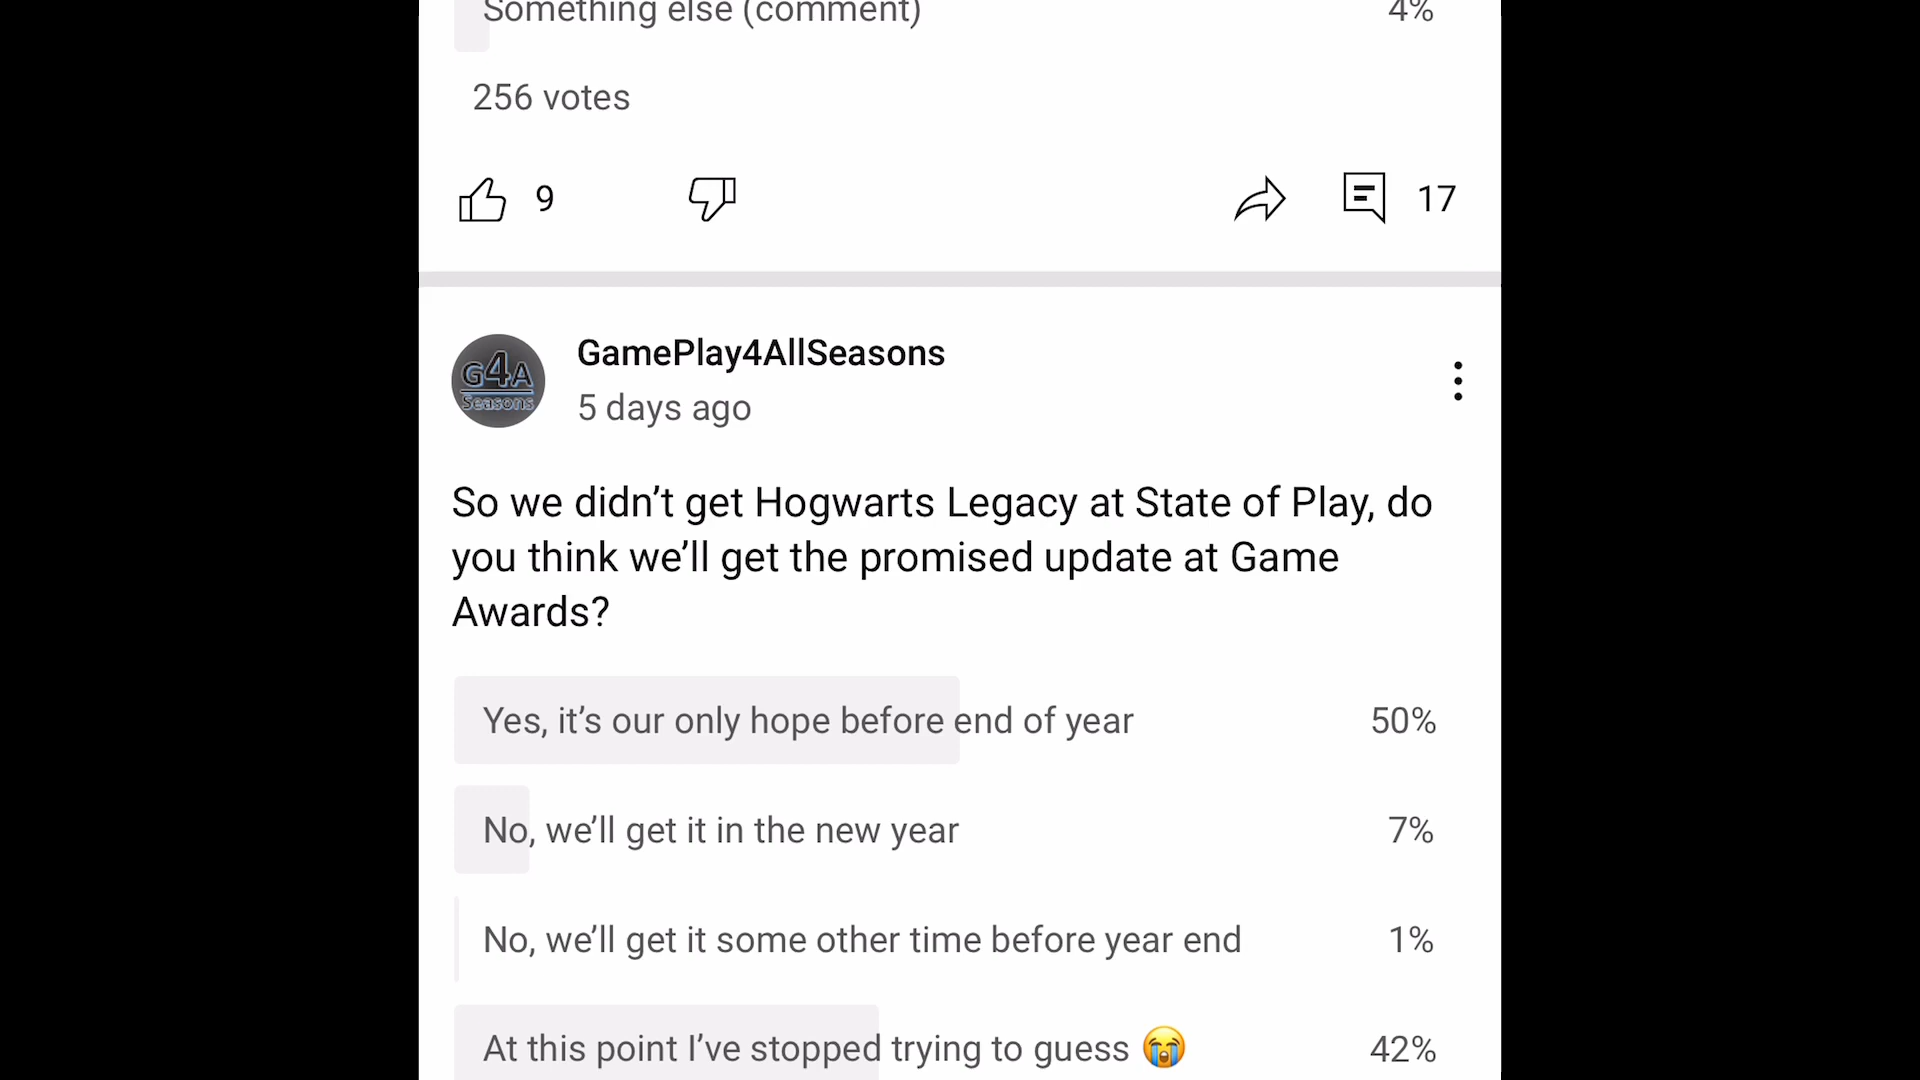 Something else (comment) 4%
256 votes
9 17
G4A
Seasons
GamePlay4AllSeasons
5 days ago
So we didn’t get Hogwarts Legacy at State of Play, do
you think we’ll get the promised update at Game
Awards?
Yes, it’s our only hope before end of year 50%
No, we’ll get it in the new year 7%
No, we’ll get it some other time before year end 1%
At this point I’ve stopped trying to guess 😭 42%